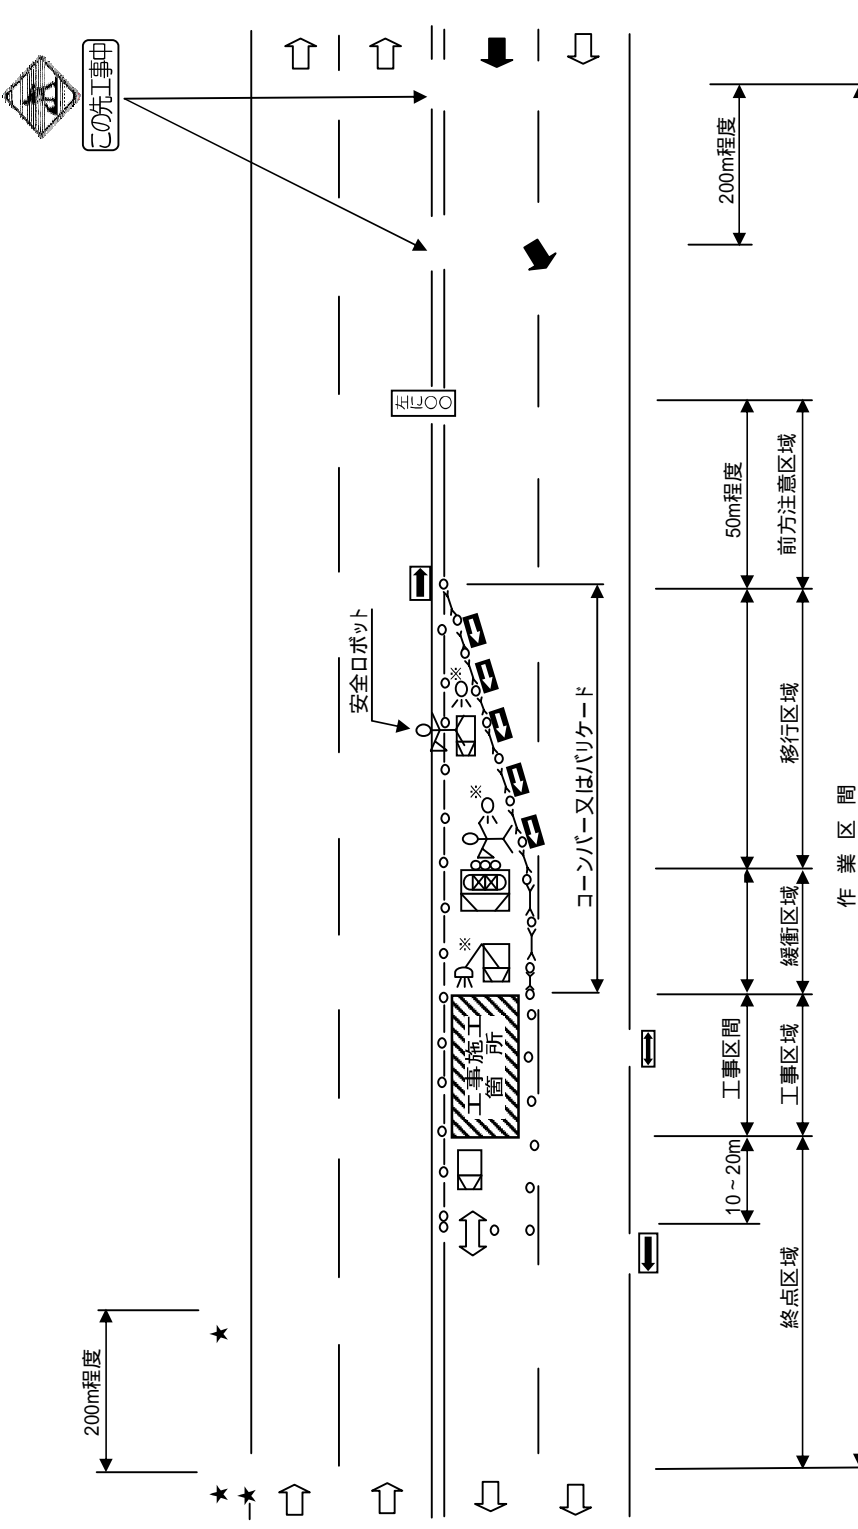 この先工事中
200m程度
左に○○
50m程度
前方注意区域
安全ロボット
※
移行区域
コーンバー又はバリケード
※
作業区間
※
緩衝区域
工事施工
箇所
工事区間
工事区域
10~20m
終点区域
200m程度